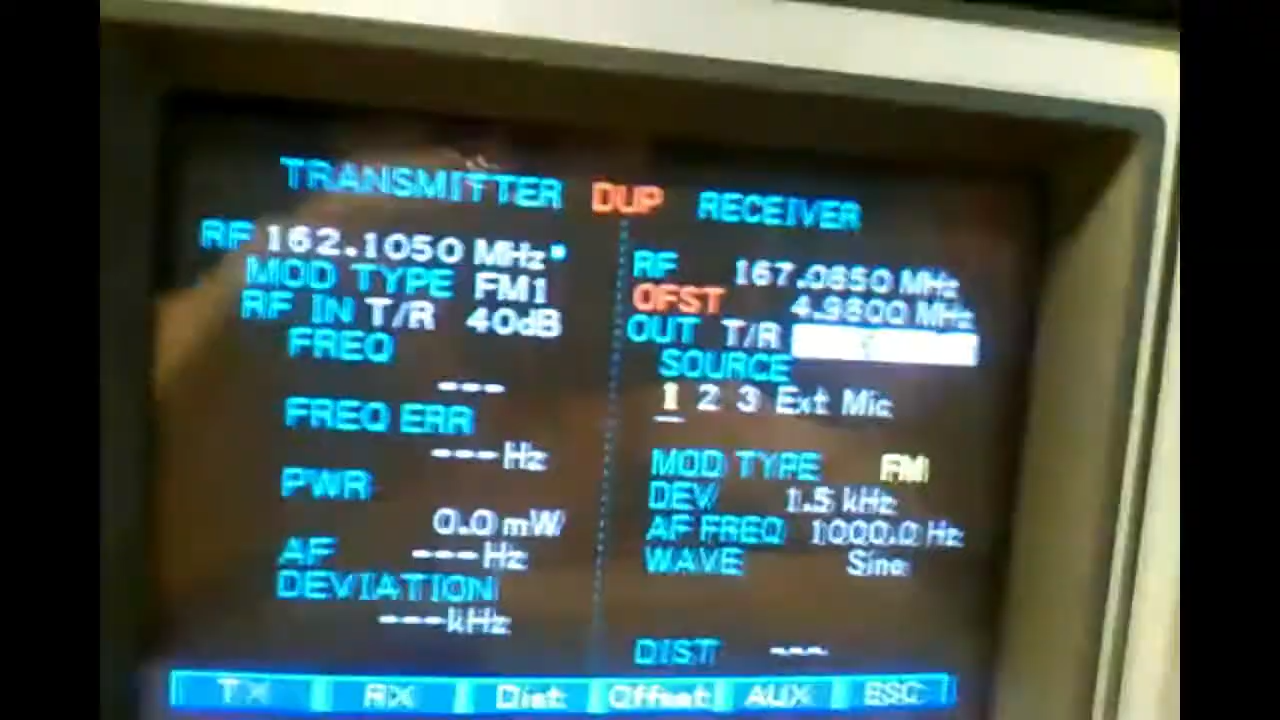 TRANSMITTER DUP RECEIVER
RF 162.1050 MHz*
MOD TYPE FM1
RF IN T/R 40dB
FREQ
---
FREQ ERR
---Hz
PWR
0.0 mW
AF ---Hz
DEVIATION
---kHz
RF 167.0850 MHz
OFST 4.9800 MHz
OUT T/R
SOURCE
1 2 3 Ext Mic
MOD TYPE FM
DEV 1.5 kHz
AF FREQ 1000.0 Hz
WAVE Sine
DIST ---
TX RX Dist Offset AUX ESC